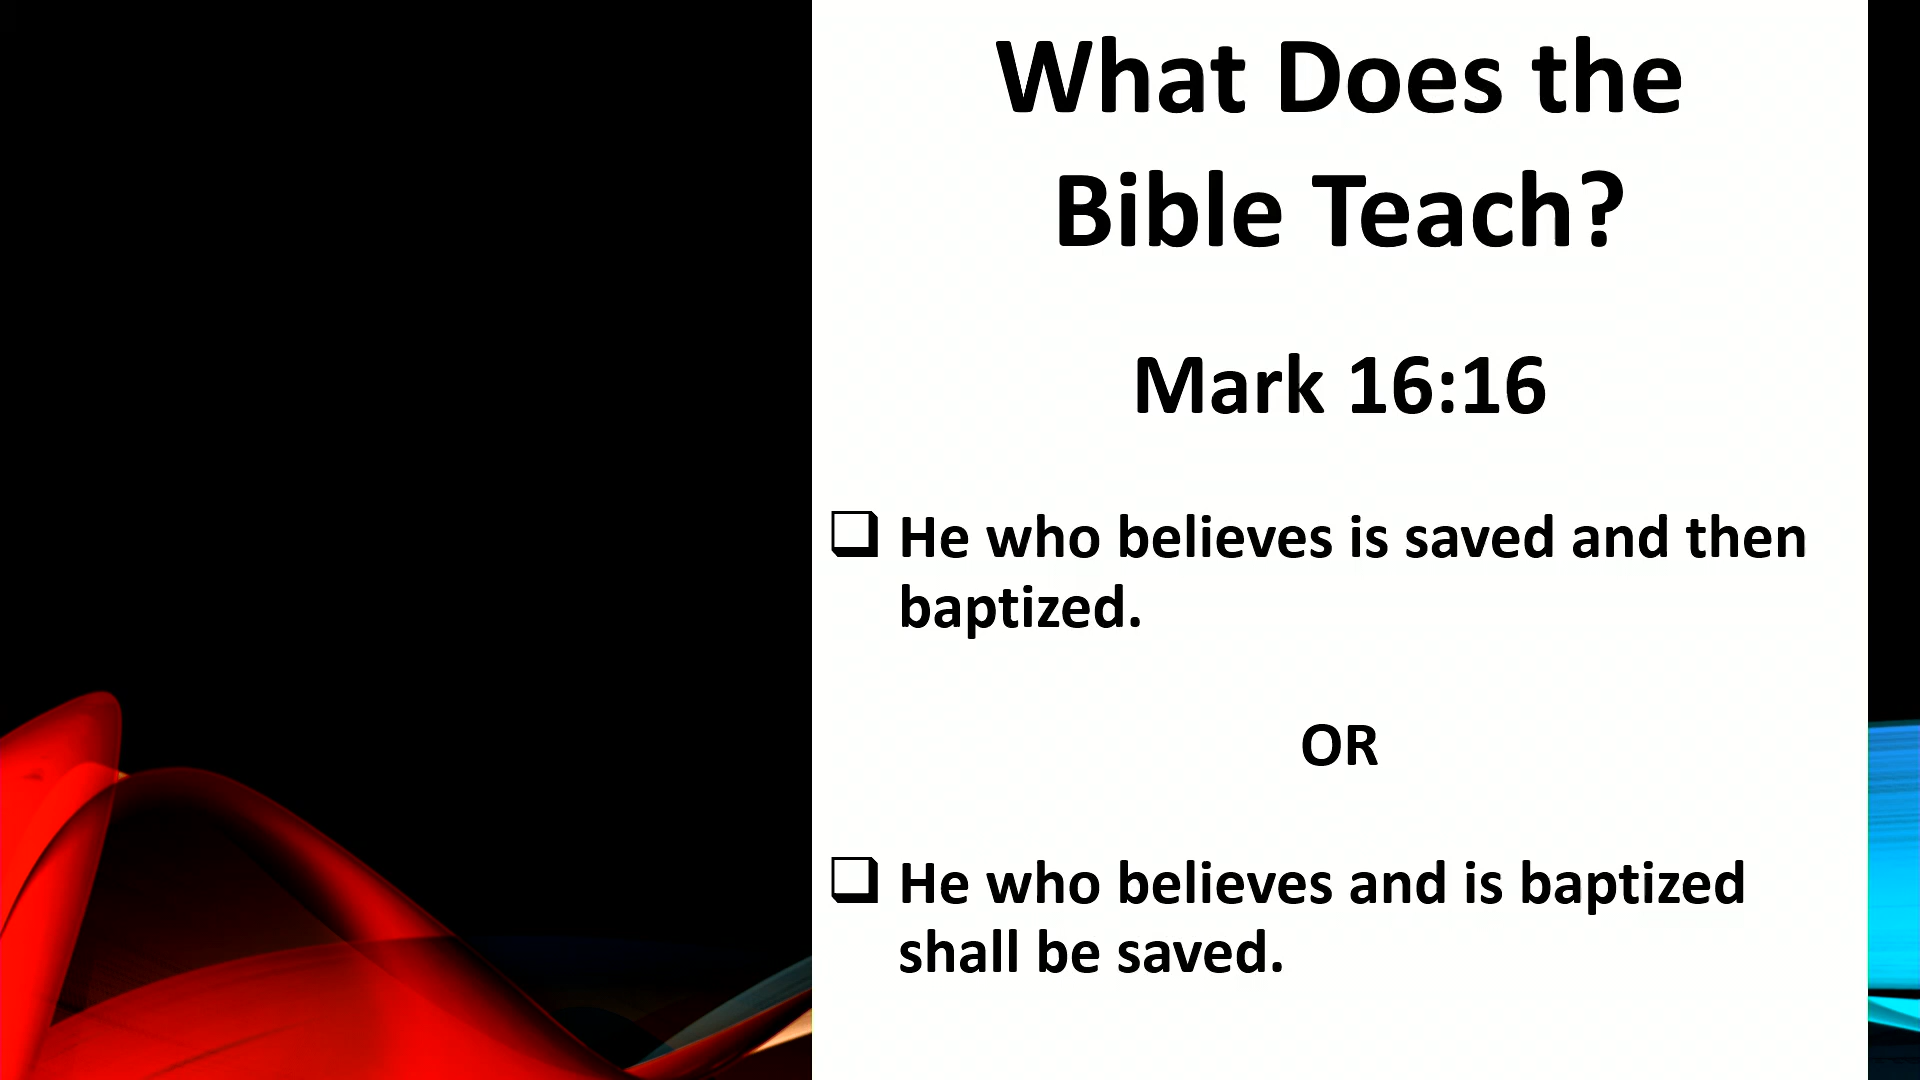 What Does the
Bible Teach?
Mark 16:16
❑ He who believes is saved and then
baptized.
OR
❑ He who believes and is baptized
shall be saved.